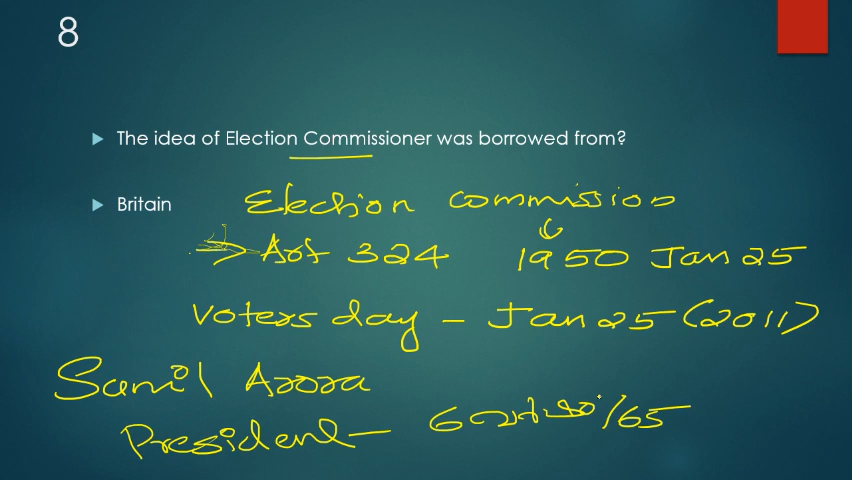 8
The idea of Election Commissioner was borrowed from?
Britain
Election commission
Art 324 1950 Jan 25
Voters day - Jan 25 (2011)
Sunil Arora
President - 6 /65